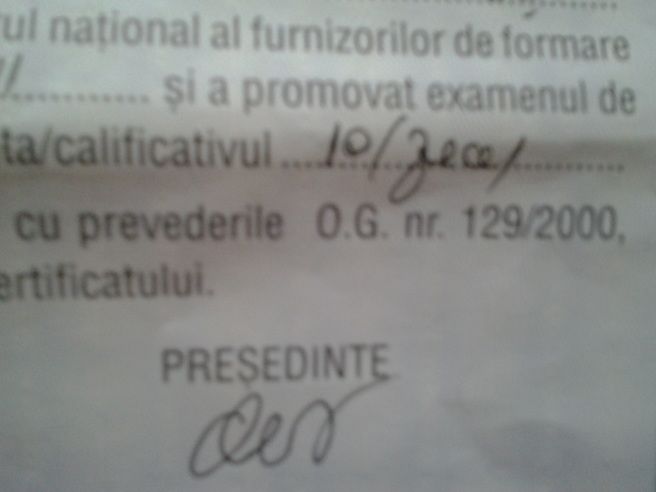 ul național al furnizorilor de formare
/............ și a promovat examenul de
ta/calificativul ....10/zece/............
cu prevederile O.G. nr. 129/2000,
ertificatului.
PREȘEDINTE